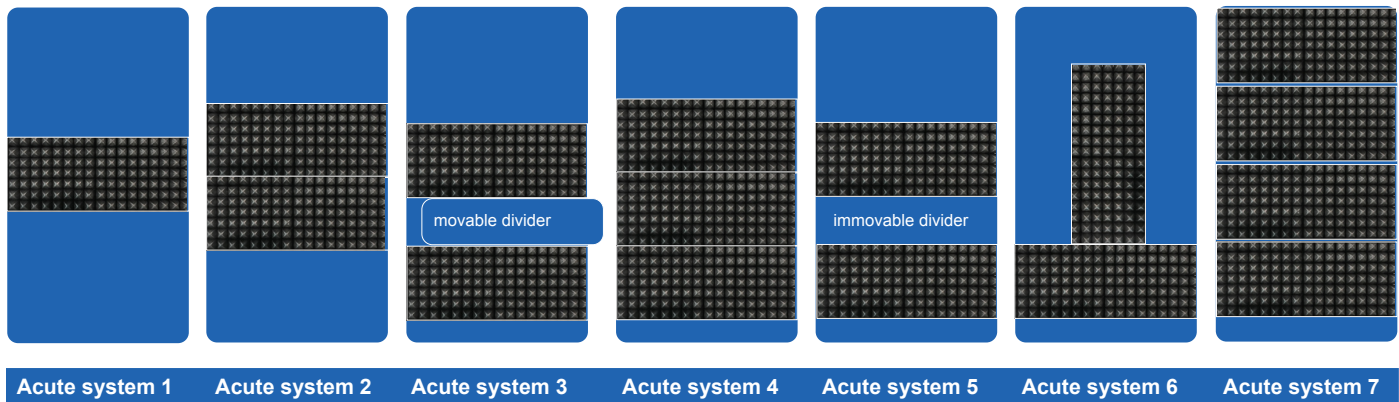 movable divider
immovable divider
Acute system 1
Acute system 2
Acute system 3
Acute system 4
Acute system 5
Acute system 6
Acute system 7